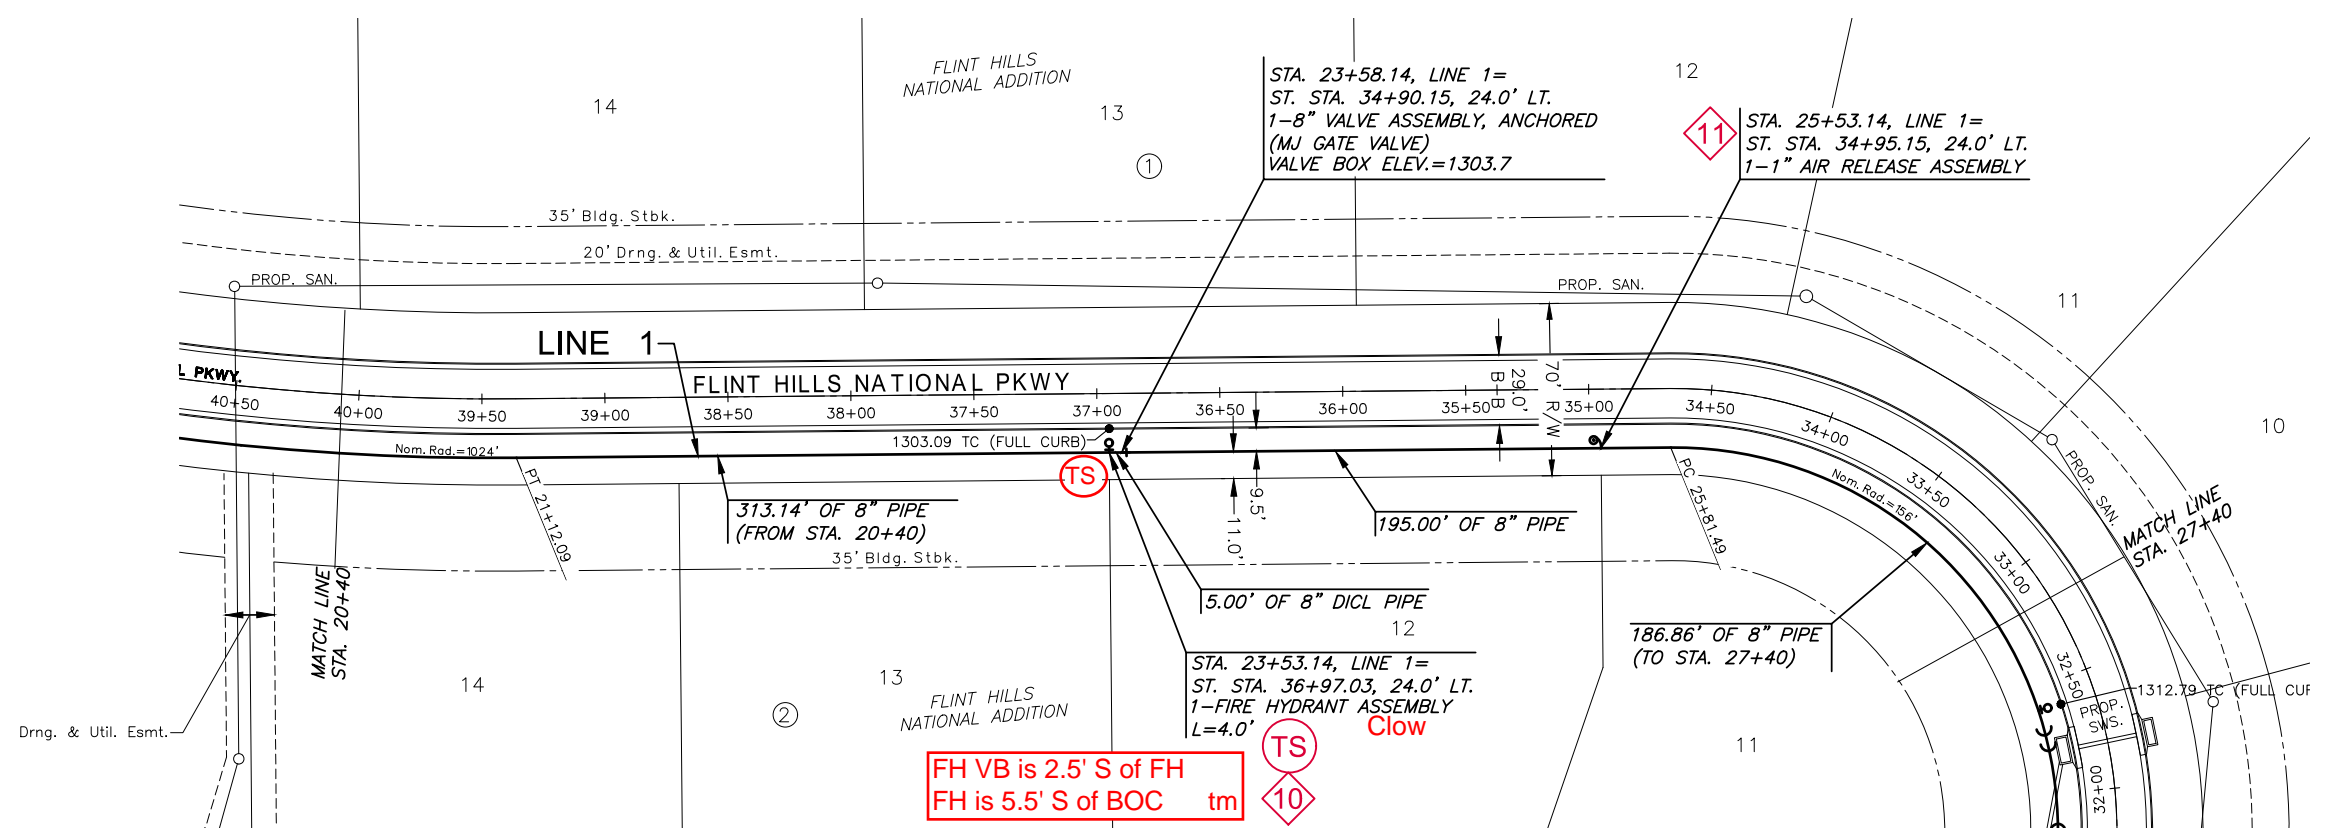 FLINT HILLS
NATIONAL ADDITION
14
13
12
1
STA. 23+58.14, LINE 1=
ST. STA. 34+90.15, 24.0' LT.
1-8" VALVE ASSEMBLY, ANCHORED
(MJ GATE VALVE)
VALVE BOX ELEV.=1303.7
11
STA. 25+53.14, LINE 1=
ST. STA. 34+95.15, 24.0' LT.
1-1" AIR RELEASE ASSEMBLY
35' Bldg. Stbk.
20' Drng. & Util. Esmt.
PROP. SAN.
PROP. SAN.
11
10
LINE 1
L PKWY.
FLINT HILLS NATIONAL PKWY
40+50
40+00
39+50
39+00
38+50
38+00
37+50
37+00
36+50
36+00
35+50
35+00
34+50
34+00
33+50
33+00
32+50
32+00
29.0'
B-B
70' R/W
1303.09 TC (FULL CURB)
Nom. Rad.=1024'
TS
9.5'
11.0'
PT 21+12.09
PC 25+81.49
Nom. Rad.=156'
PROP. SAN.
MATCH LINE
STA. 27+40
313.14' OF 8" PIPE
(FROM STA. 20+40)
195.00' OF 8" PIPE
35' Bldg. Stbk.
5.00' OF 8" DICL PIPE
12
186.86' OF 8" PIPE
(TO STA. 27+40)
MATCH LINE
STA. 20+40
STA. 23+53.14, LINE 1=
ST. STA. 36+97.03, 24.0' LT.
1-FIRE HYDRANT ASSEMBLY
L=4.0'
Clow
TS
10
14
13
2
FLINT HILLS
NATIONAL ADDITION
Drng. & Util. Esmt.
FH VB is 2.5' S of FH
FH is 5.5' S of BOC tm
11
1312.79 TC (FULL CUR
PROP.
SWS.